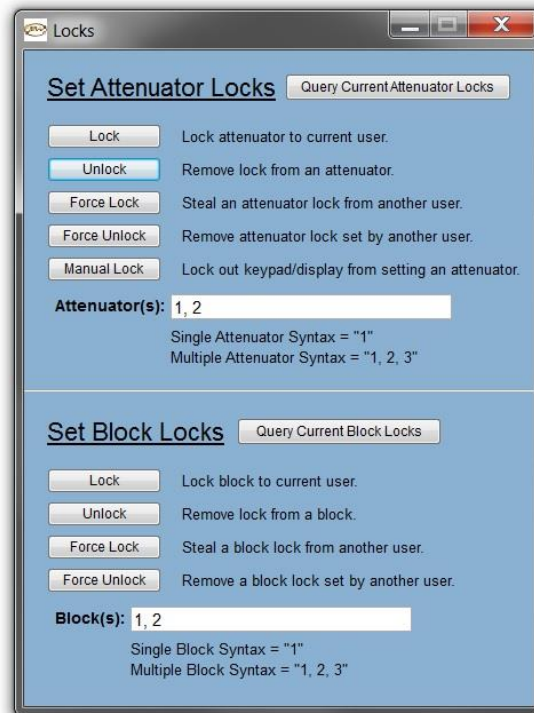 Locks
Set Attenuator Locks Query Current Attenuator Locks
Lock Lock attenuator to current user.
Unlock Remove lock from an attenuator.
Force Lock Steal an attenuator lock from another user.
Force Unlock Remove attenuator lock set by another user.
Manual Lock Lock out keypad/display from setting an attenuator.
Attenuator(s): 1, 2
Single Attenuator Syntax = "1"
Multiple Attenuator Syntax = "1, 2, 3"
Set Block Locks Query Current Block Locks
Lock Lock block to current user.
Unlock Remove lock from a block.
Force Lock Steal a block lock from another user.
Force Unlock Remove a block lock set by another user.
Block(s): 1, 2
Single Block Syntax = "1"
Multiple Block Syntax = "1, 2, 3"